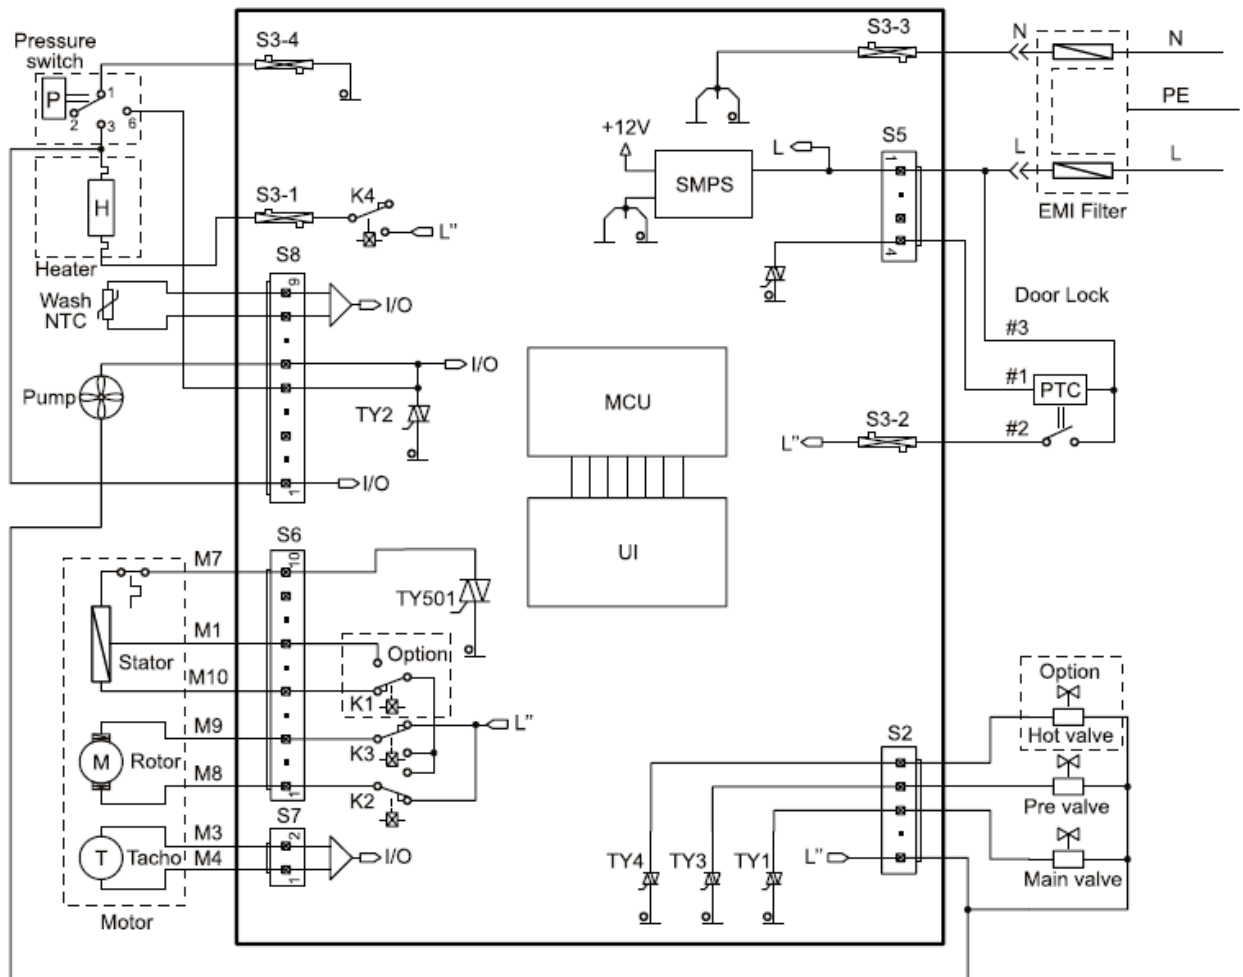 Pressure
switch
P
1
2
3
6
S3-4
S3-3
N
N
PE
+12V
L
SMPS
S5
1
4
L
L
EMI Filter
H
Heater
S3-1
K4
L”
S8
9
Wash
NTC
I/O
Door Lock
#3
I/O
#1
PTC
Pump
TY2
MCU
#2
S3-2
L”
1
I/O
UI
S6
10
M7
TY501
M1
Option
Stator
M10
K1
M9
L”
K3
M
Rotor
M8
1
K2
S7
2
M3
T
Tacho
M4
1
I/O
Motor
Option
Hot valve
S2
Pre valve
TY4
TY3
TY1
L”
Main valve